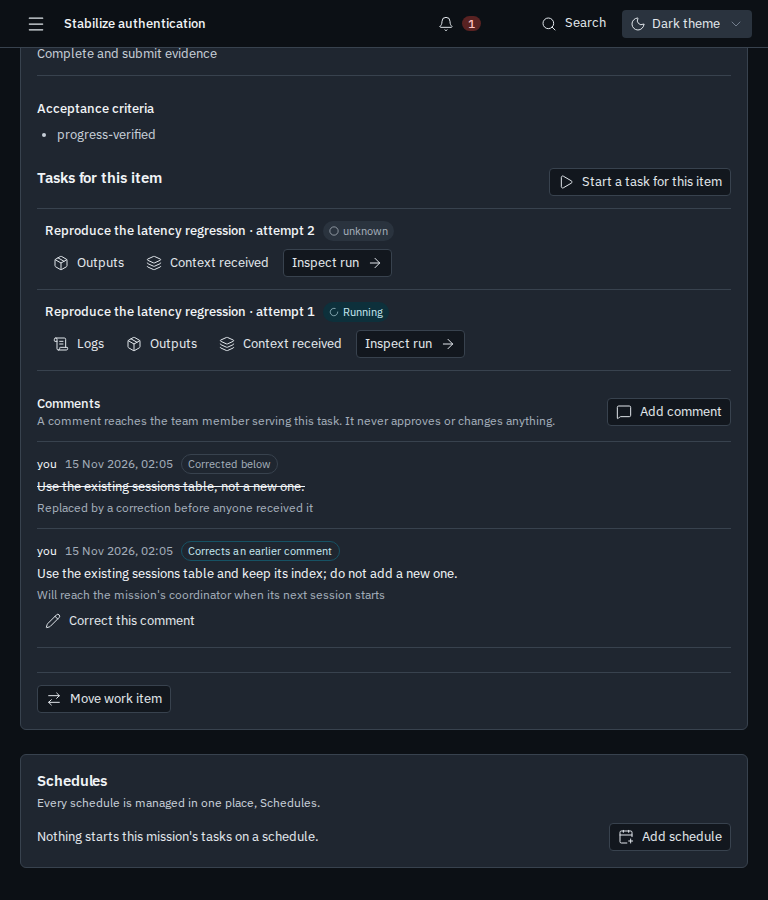 Stabilize authentication
1
Search
Dark theme
Complete and submit evidence
Acceptance criteria
• progress-verified
Tasks for this item
Start a task for this item
Reproduce the latency regression · attempt 2 unknown
Outputs Context received Inspect run
Reproduce the latency regression · attempt 1 Running
Logs Outputs Context received Inspect run
Comments
A comment reaches the team member serving this task. It never approves or changes anything.
Add comment
you 15 Nov 2026, 02:05 Corrected below
Use the existing sessions table, not a new one.
Replaced by a correction before anyone received it
you 15 Nov 2026, 02:05 Corrects an earlier comment
Use the existing sessions table and keep its index; do not add a new one.
Will reach the mission's coordinator when its next session starts
Correct this comment
Move work item
Schedules
Every schedule is managed in one place, Schedules.
Nothing starts this mission's tasks on a schedule.
Add schedule